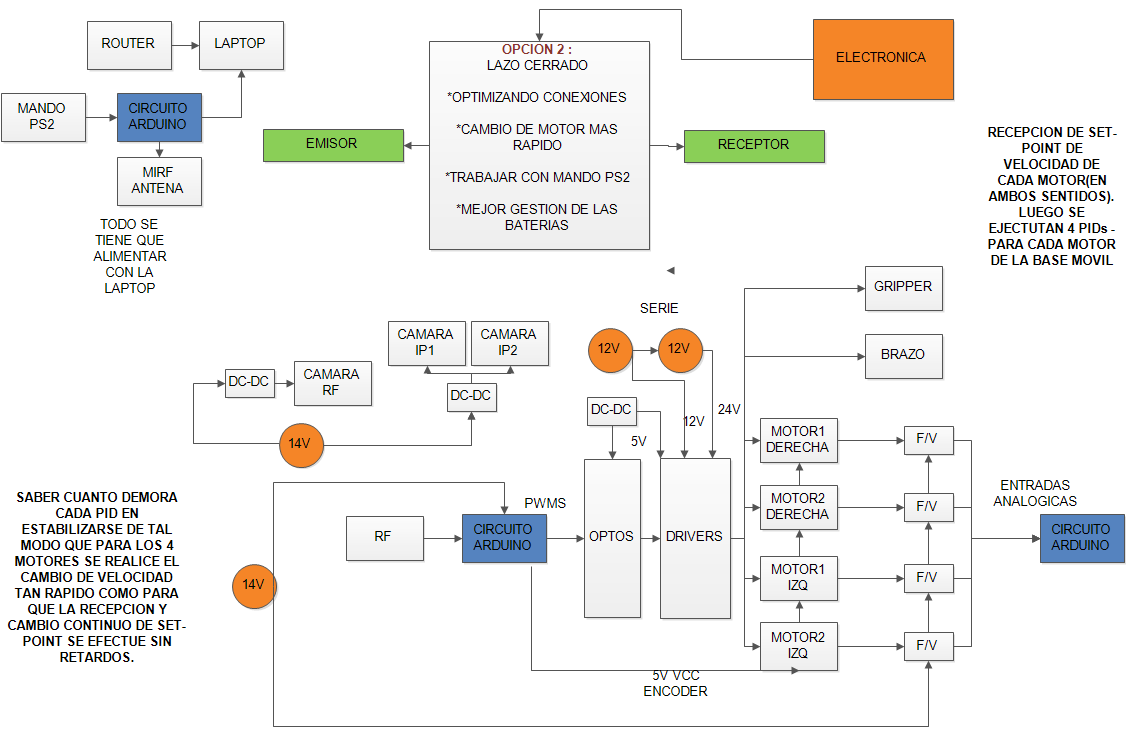 ROUTER
LAPTOP
MANDO
PS2
CIRCUITO
ARDUINO
MIRF
ANTENA
TODO SE
TIENE QUE
ALIMENTAR
CON LA
LAPTOP
EMISOR
OPCION 2 :
LAZO CERRADO
*OPTIMIZANDO CONEXIONES
*CAMBIO DE MOTOR MAS
RAPIDO
*TRABAJAR CON MANDO PS2
*MEJOR GESTION DE LAS
BATERIAS
ELECTRONICA
RECEPTOR
RECEPCION DE SET-
POINT DE
VELOCIDAD DE
CADA MOTOR(EN
AMBOS SENTIDOS).
LUEGO SE
EJECTUTAN 4 PIDs -
PARA CADA MOTOR
DE LA BASE MOVIL
GRIPPER
BRAZO
SERIE
12V
12V
CAMARA
IP1
CAMARA
IP2
DC-DC
CAMARA
RF
DC-DC
14V
DC-DC
5V
12V
24V
MOTOR1
DERECHA
MOTOR2
DERECHA
MOTOR1
IZQ
MOTOR2
IZQ
F/V
F/V
F/V
F/V
ENTRADAS
ANALOGICAS
CIRCUITO
ARDUINO
SABER CUANTO DEMORA
CADA PID EN
ESTABILIZARSE DE TAL
MODO QUE PARA LOS 4
MOTORES SE REALICE EL
CAMBIO DE VELOCIDAD
TAN RAPIDO COMO PARA
QUE LA RECEPCION Y
CAMBIO CONTINUO DE SET-
POINT SE EFECTUE SIN
RETARDOS.
14V
RF
CIRCUITO
ARDUINO
PWMS
OPTOS
DRIVERS
5V VCC
ENCODER